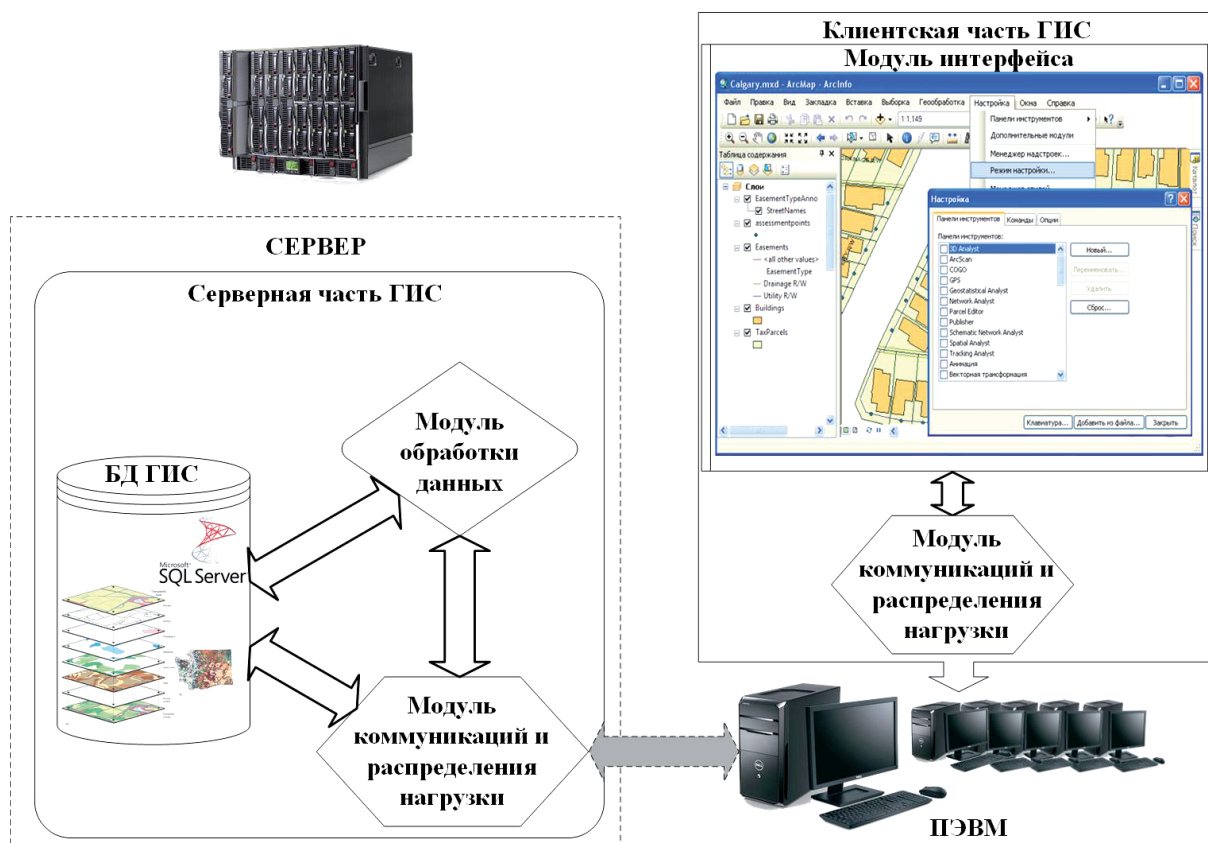 СЕРВЕР
Серверная часть ГИС
Модуль
обработки
данных
БД ГИС
Microsoft
SQL Server
Модуль
коммуникаций и
распределения
нагрузки
Клиентская часть ГИС
Модуль интерфейса
Calgary.mxd - ArcMap - ArcInfo
Файл Правка Вид Закладка Вставка Выборка Геообработка Настройка Окна Справка
1:1,149
Панели инструментов
Дополнительные модули
Менеджер надстроек...
Режим настройки...
Таблица содержания
Слои
EasementTypeAnno
StreetNames
assessmentpoints
Easements
<all other values>
EasementType
Drainage R/W
Utility R/W
Buildings
TaxParcels
Каталог
Поиск
Настройка
Панели инструментов Команды Опции
Панели инструментов:
3D Analyst
ArcScan
COGO
GPS
Geostatistical Analyst
Network Analyst
Parcel Editor
Publisher
Schematic Network Analyst
Spatial Analyst
Tracking Analyst
Анимация
Векторная трансформация
Новый...
Переименовать...
Удалить
Сброс...
Клавиатура... Добавить из файла... Закрыть
Модуль
коммуникаций и
распределения
нагрузки
ПЭВМ